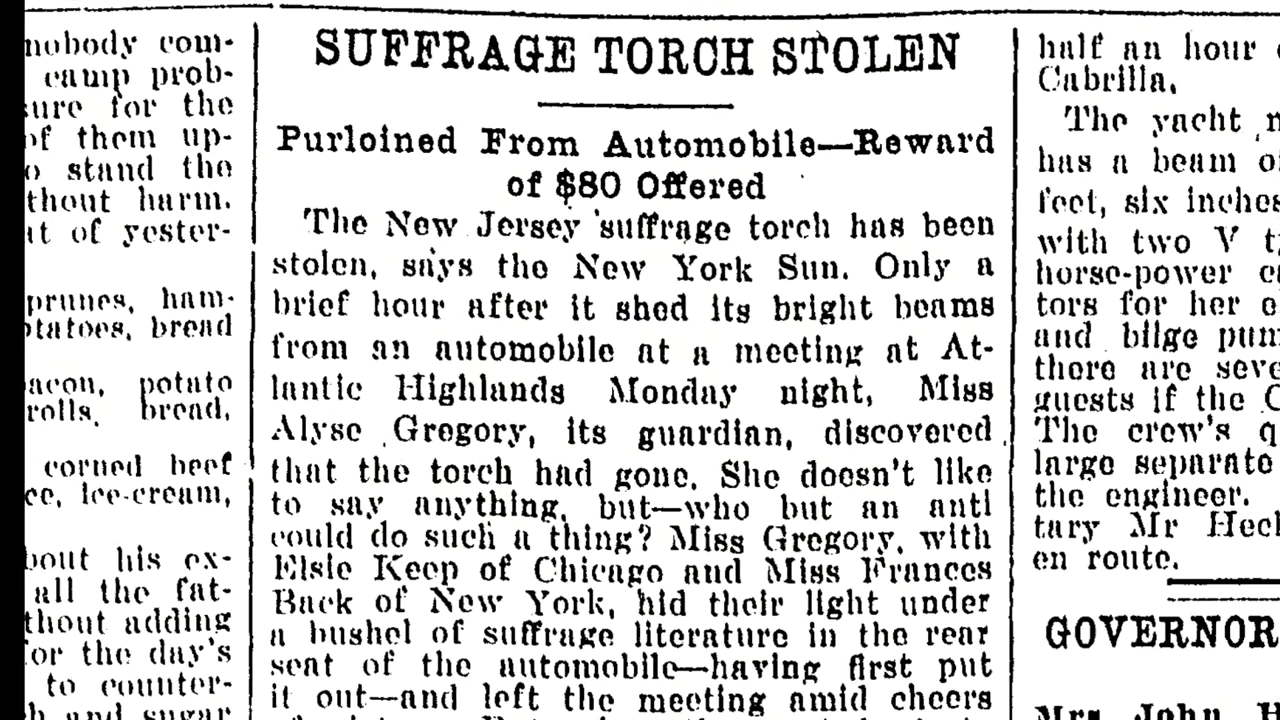 nobody com-
camp prob-
sure for the
of them up-
o stand the
thout harm.
at of yester-
prunes, ham-
otatoes, bread
acon, potato
rolls, bread,
corned beef
ce, ice-cream,
bout his ex-
all the fat-
thout adding
for the day's
to counter-
h and sugar
SUFFRAGE TORCH STOLEN
Purloined From Automobile—Reward
of $80 Offered
The New Jersey suffrage torch has been
stolen, says the New York Sun. Only a
brief hour after it shed its bright beams
from an automobile at a meeting at At-
lantic Highlands Monday night, Miss
Alyse Gregory, its guardian, discovered
that the torch had gone. She doesn't like
to say anything, but—who but an anti
could do such a thing? Miss Gregory, with
Elsie Keep of Chicago and Miss Frances
Back of New York, hid their light under
a bushel of suffrage literature in the rear
seat of the automobile—having first put
it out—and left the meeting amid cheers
half an hour
Cabrilla.
The yacht
has a beam of
feet, six inches
with two V
horse-power
tors for her
and bilge pum
there are seve
guests if the C
The crew's q
large separate
the engineer.
tary Mr Hec
en route.
GOVERNOR
Mrs John H